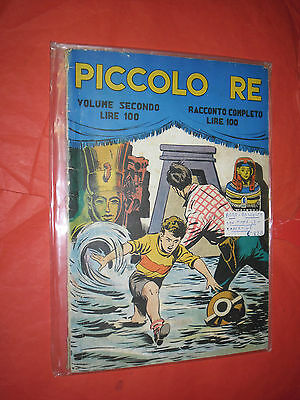 PICCOLO RE
VOLUME SECONDO
LIRE 100
RACCONTO COMPLETO
LIRE 100